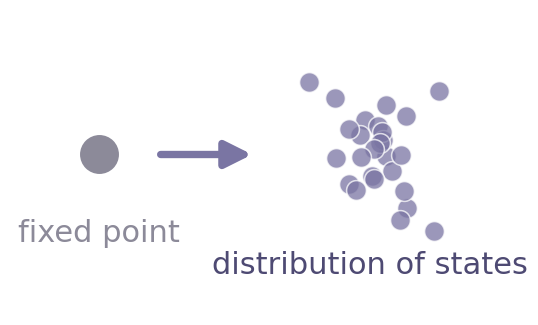 fixed point
distribution of states